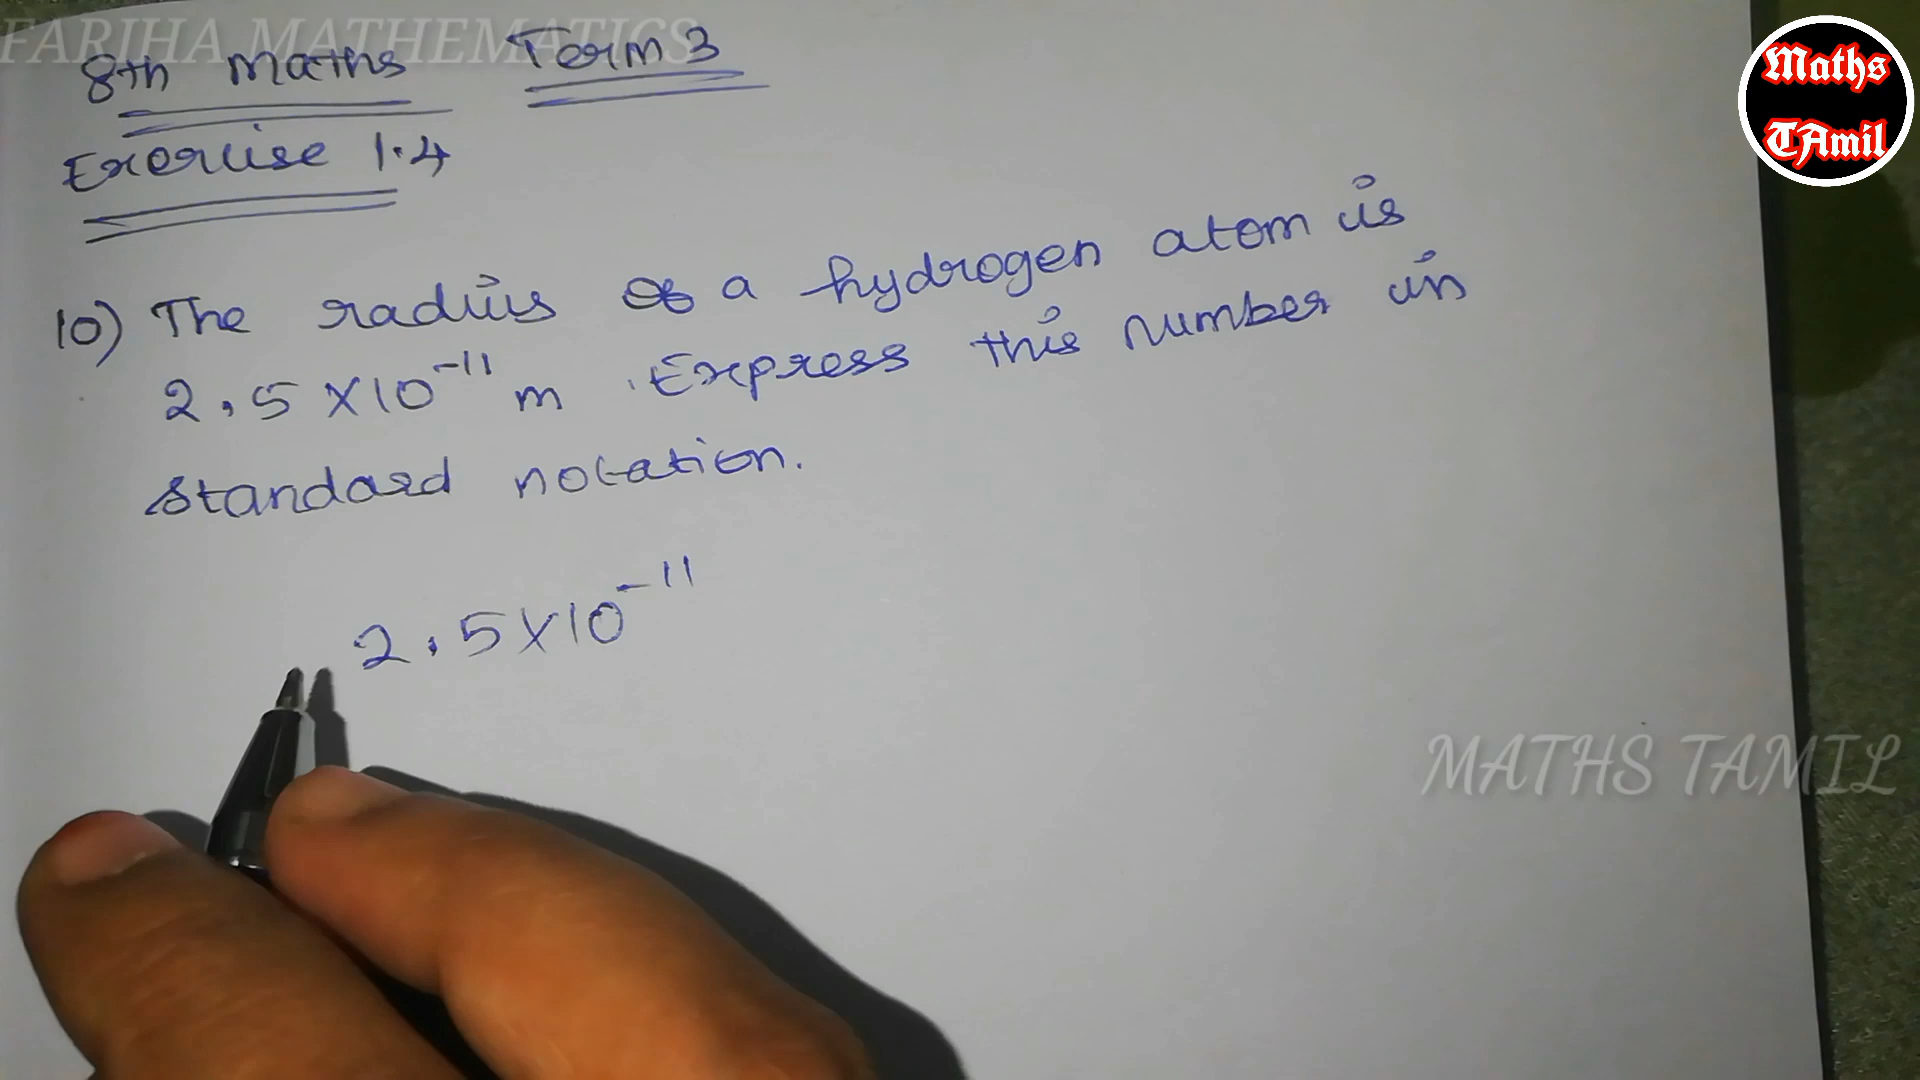 FARIHA MATHEMATICS
8th maths Term 3
Exercise 1.4
Maths
TAmil
10) The radius of a hydrogen atom is
2.5×10⁻¹¹ m. Express this number in
standard notation.
2.5×10⁻¹¹
MATHS TAMIL